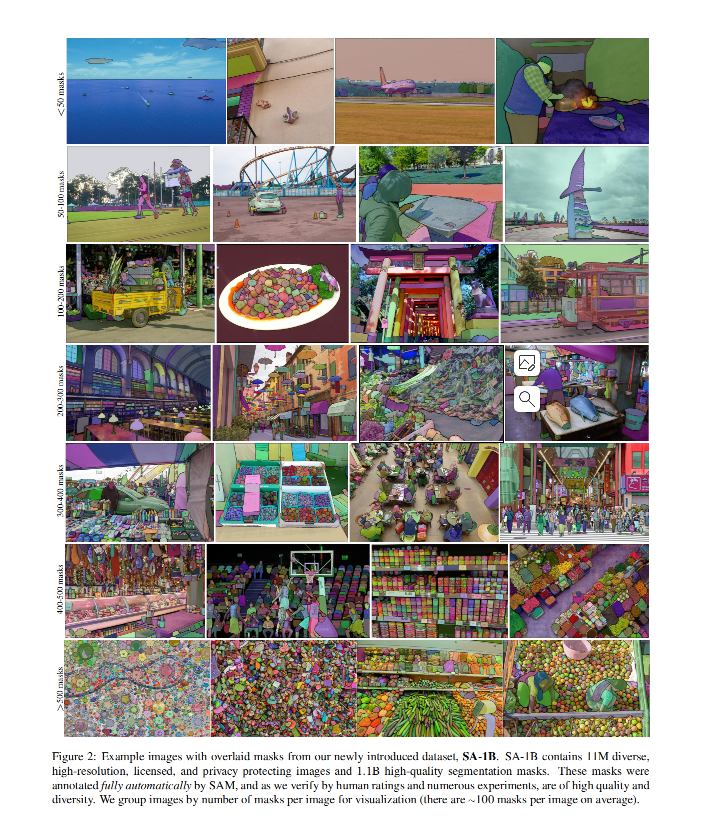 <50 masks
50-100 masks
100-200 masks
200-300 masks
300-400 masks
400-500 masks
>500 masks
Figure 2: Example images with overlaid masks from our newly introduced dataset, SA-1B. SA-1B contains 11M diverse,
high-resolution, licensed, and privacy protecting images and 1.1B high-quality segmentation masks. These masks were
annotated fully automatically by SAM, and as we verify by human ratings and numerous experiments, are of high quality and
diversity. We group images by number of masks per image for visualization (there are ∼100 masks per image on average).